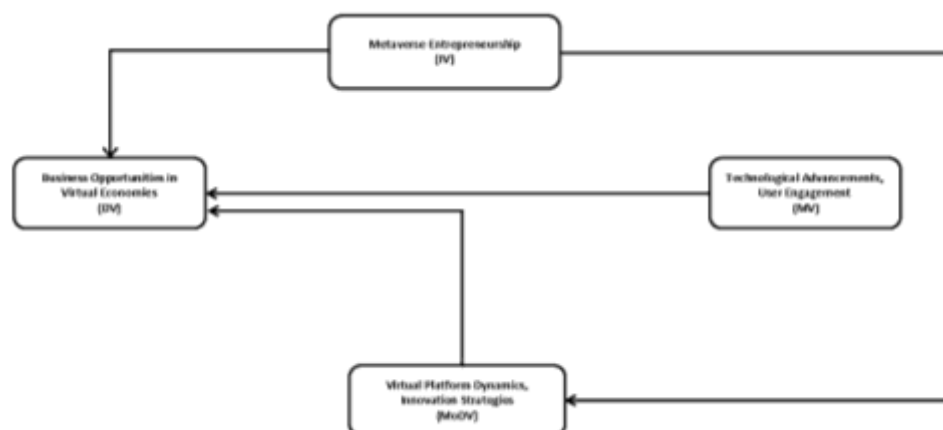 Metaverse Entrepreneurship
(IV)
Business Opportunities in
Virtual Economies
(DV)
Technological Advancements,
User Engagement
(MV)
Virtual Platform Dynamics,
Innovation Strategies
(MoDV)